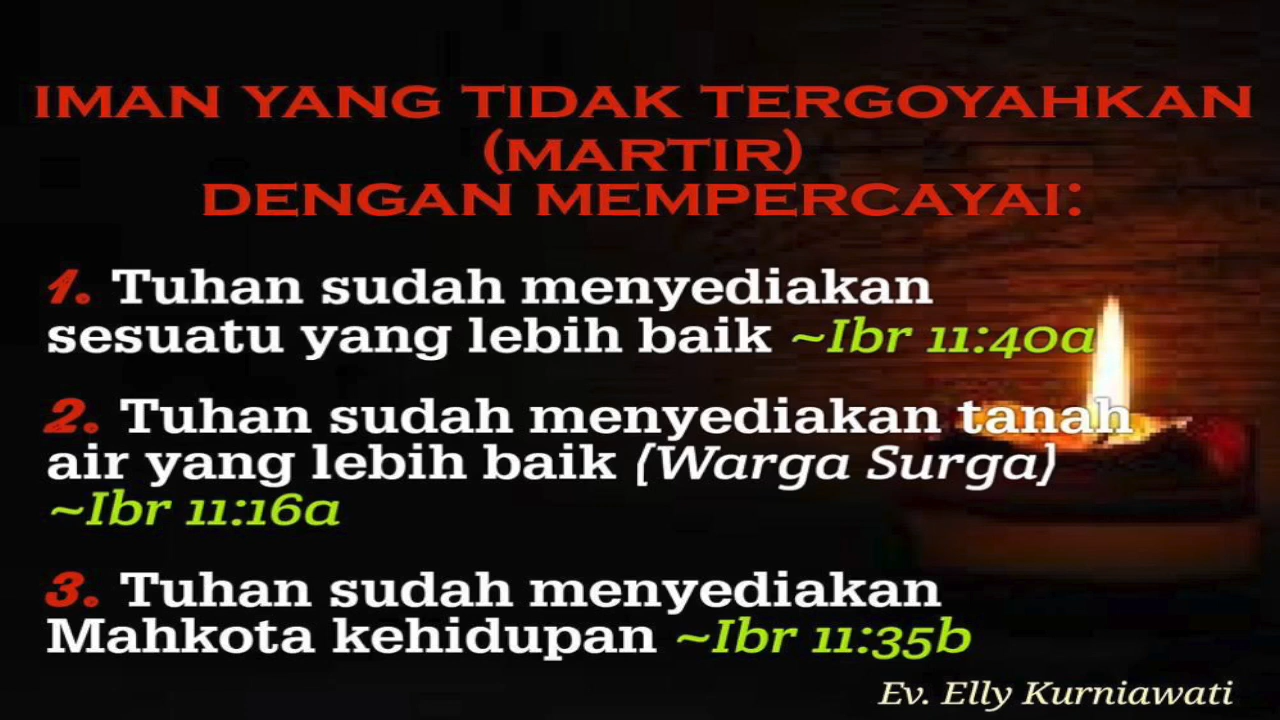 IMAN YANG TIDAK TERGOYAHKAN
(MARTIR)
DENGAN MEMPERCAYAI:
1. Tuhan sudah menyediakan
sesuatu yang lebih baik ~Ibr 11:40a
2. Tuhan sudah menyediakan tanah
air yang lebih baik (Warga Surga)
~Ibr 11:16a
3. Tuhan sudah menyediakan
Mahkota kehidupan ~Ibr 11:35b
Ev. Elly Kurniawati